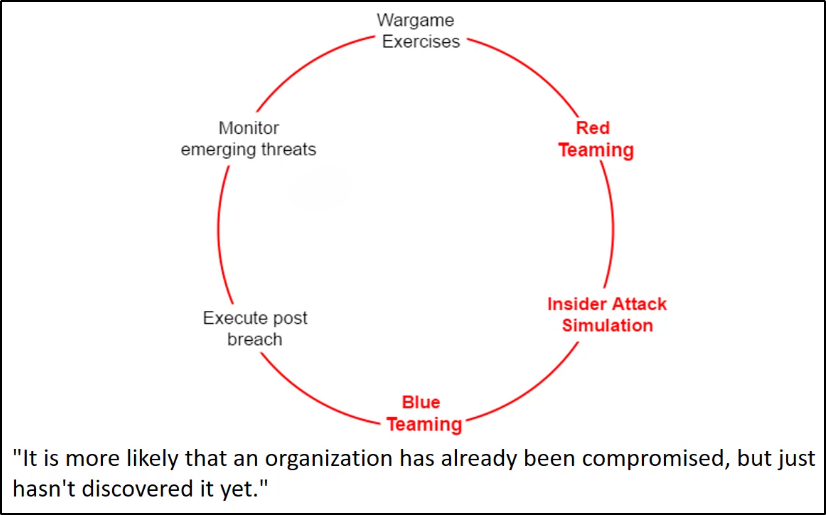 Wargame
Exercises
Red
Teaming
Insider Attack
Simulation
Blue
Teaming
Execute post
breach
Monitor
emerging threats
"It is more likely that an organization has already been compromised, but just
hasn't discovered it yet."